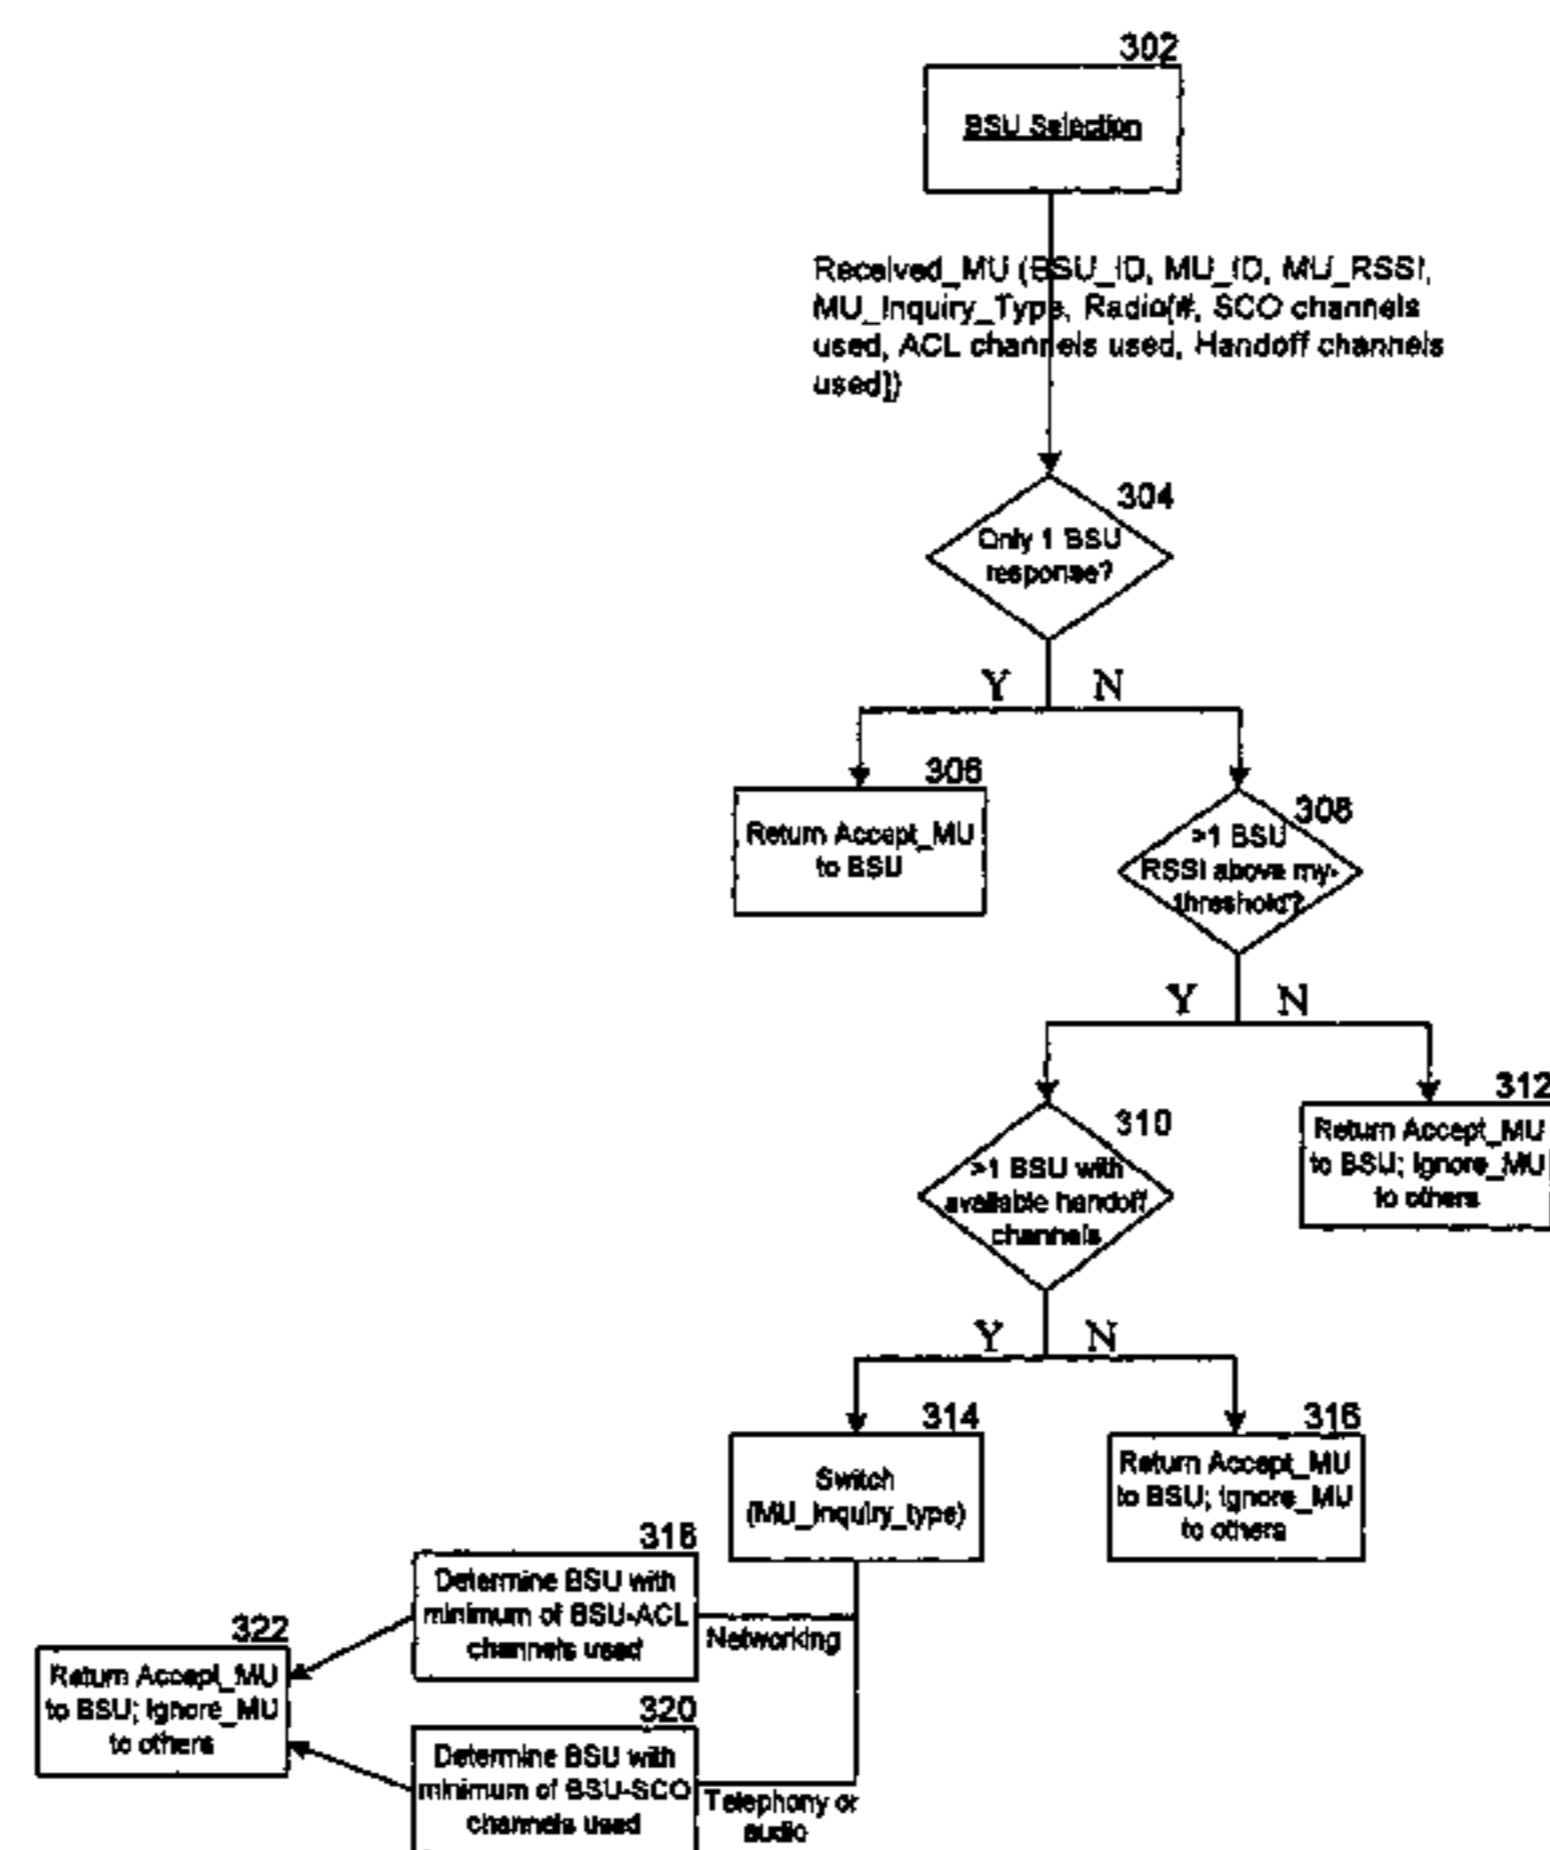 302
BSU Selection
Received_MU (BSU_ID, MU_ID, MU_RSSI,
MU_Inquiry_Type, Radio[#, SCO channels
used, ACL channels used, Handoff channels
used])
304
Only 1 BSU
response?
Y N
306
Return Accept_MU
to BSU
308
>1 BSU
RSSI above my-
threshold?
Y N
310
>1 BSU with
available handoff
channels
312
Return Accept_MU
to BSU; Ignore_MU
to others
Y N
314
Switch
(MU_Inquiry_type)
316
Return Accept_MU
to BSU; Ignore_MU
to others
318
Determine BSU with
minimum of BSU-ACL
channels used
Networking
322
Return Accept_MU
to BSU; Ignore_MU
to others
320
Determine BSU with
minimum of BSU-SCO
channels used
Telephony or
audio